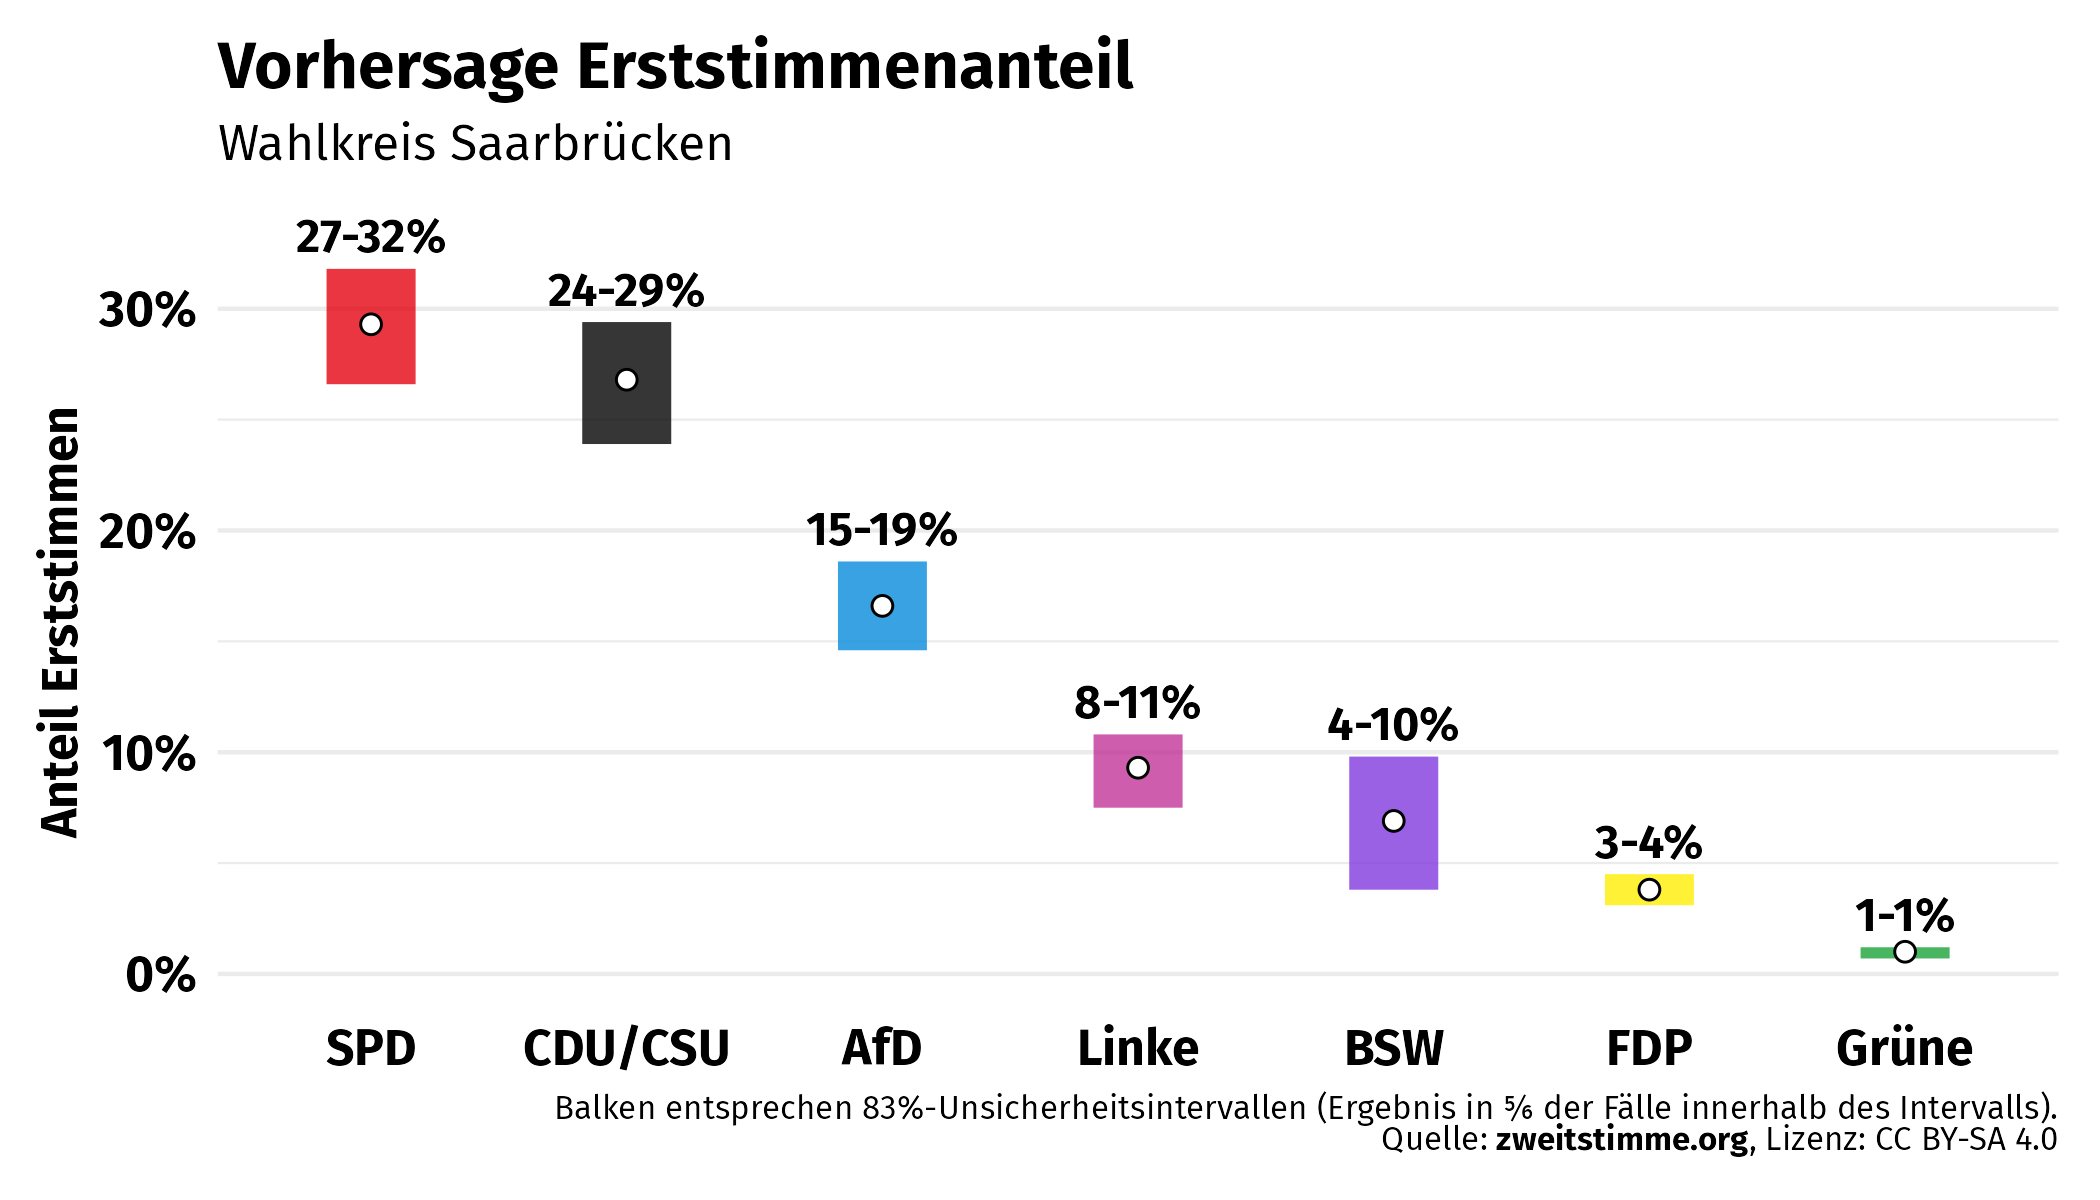 Vorhersage Erststimmenanteil
Wahlkreis Saarbrücken
Anteil Erststimmen
30%
20%
10%
0%
27-32%
24-29%
15-19%
8-11%
4-10%
3-4%
1-1%
SPD
CDU/CSU
AfD
Linke
BSW
FDP
Grüne
Balken entsprechen 83%-Unsicherheitsintervallen (Ergebnis in ⅚ der Fälle innerhalb des Intervalls).
Quelle: zweitstimme.org, Lizenz: CC BY-SA 4.0